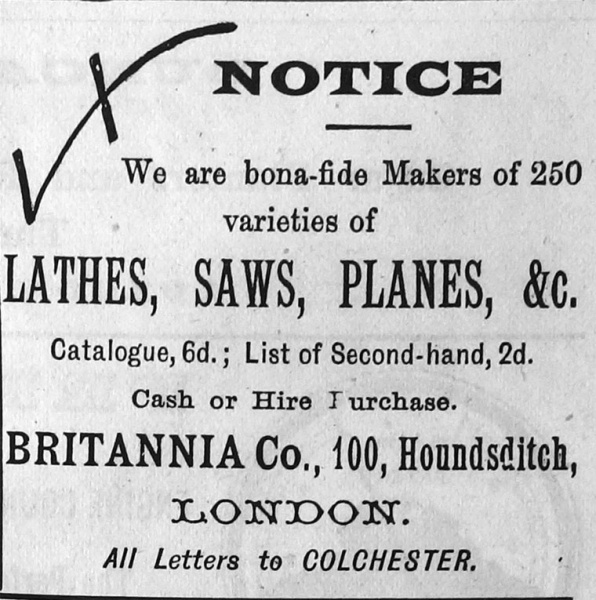 NOTICE
We are bona-fide Makers of 250
varieties of
LATHES, SAWS, PLANES, &c.
Catalogue, 6d.; List of Second-hand, 2d.
Cash or Hire Purchase.
BRITANNIA Co., 100, Houndsditch,
LONDON.
All Letters to COLCHESTER.